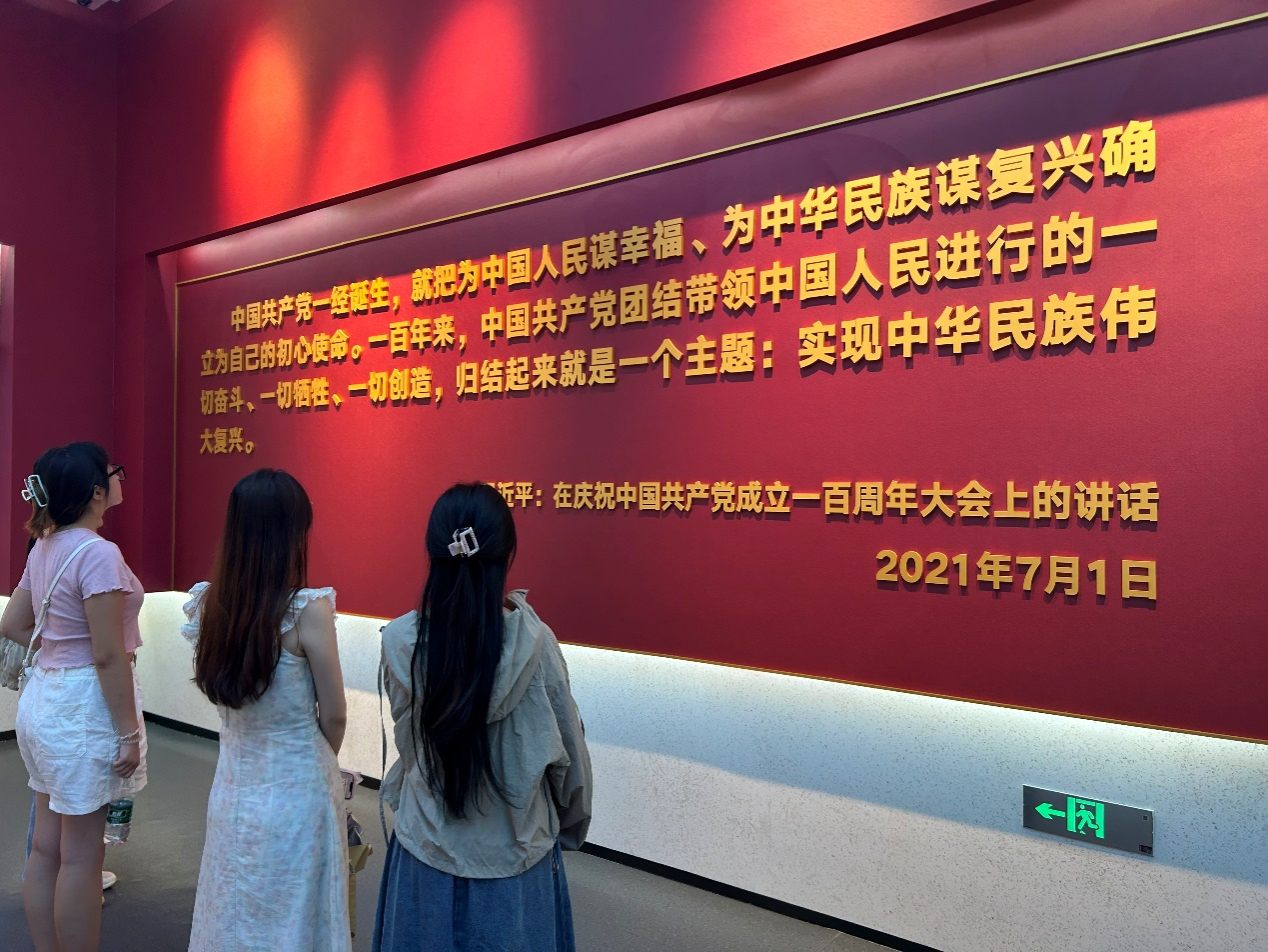 中国共产党一经诞生，就把为中国人民谋幸福、为中华民族谋复兴确
立为自己的初心使命。一百年来，中国共产党团结带领中国人民进行的一
切奋斗、一切牺牲、一切创造，归结起来就是一个主题：实现中华民族伟
大复兴。
近平：在庆祝中国共产党成立一百周年大会上的讲话
2021年7月1日